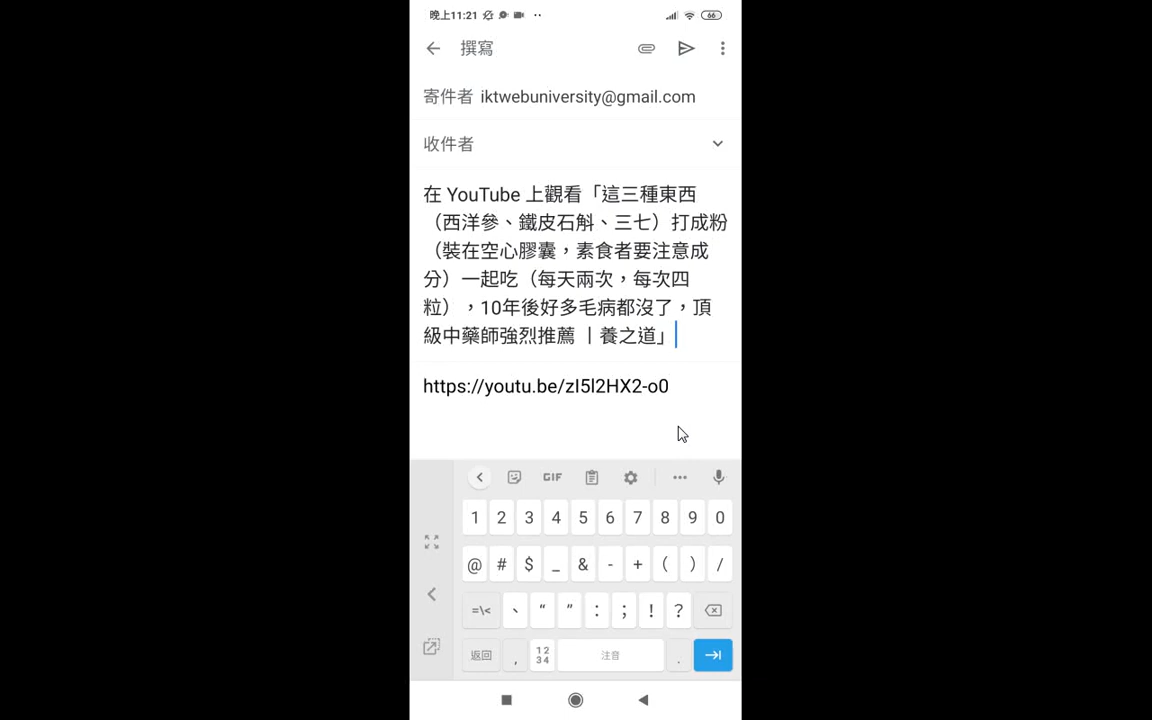 晚上11:21
66
撰寫
寄件者 iktwebuniversity@gmail.com
收件者
在 YouTube 上觀看「這三種東西
（西洋參、鐵皮石斛、三七）打成粉
（裝在空心膠囊，素食者要注意成
分）一起吃（每天兩次，每次四
粒），10年後好多毛病都沒了，頂
級中藥師強烈推薦 丨養之道」
https://youtu.be/zI5l2HX2-o0
GIF
1 2 3 4 5 6 7 8 9 0
@ # $ _ & - + ( ) /
=\< 、 “ ” : ; ! ?
返回 , 1234 注音 .